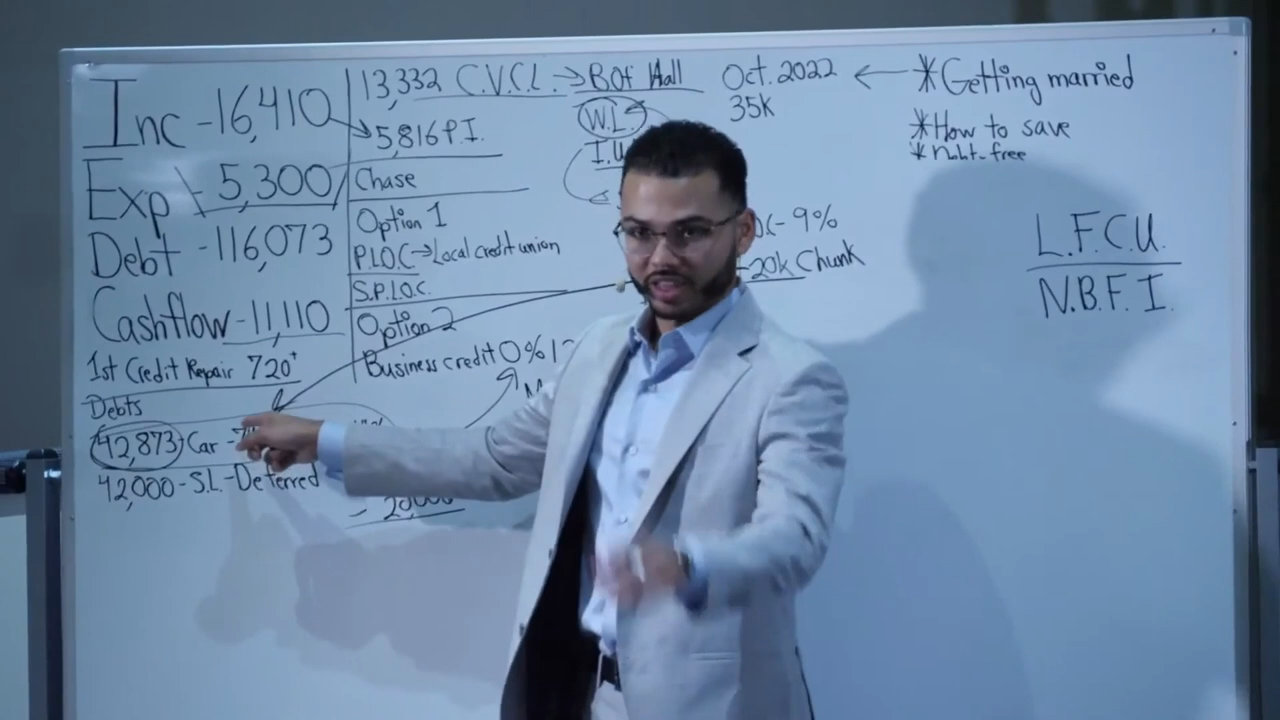 Inc - 16,410
Exp - 5,300
Debt - 116,073
Cashflow - 11,110
1st Credit Repair 720+
Debts
42,873 Car -
42,000 - S.L. - Deferred
13,332 C.V.C.L. → B of Hall
5,816 P.I.
Chase
Option 1
P.L.O.C → Local credit union
S.P.L.O.C.
Option 2
Business credit 0%
- 20,000
W.L.
I.U
Oct. 2022 ←
35k
- 9%
- 20k Chunk
* Getting married
* How to save
* Debt-free
L.F.C.U.
N.B.F.I.